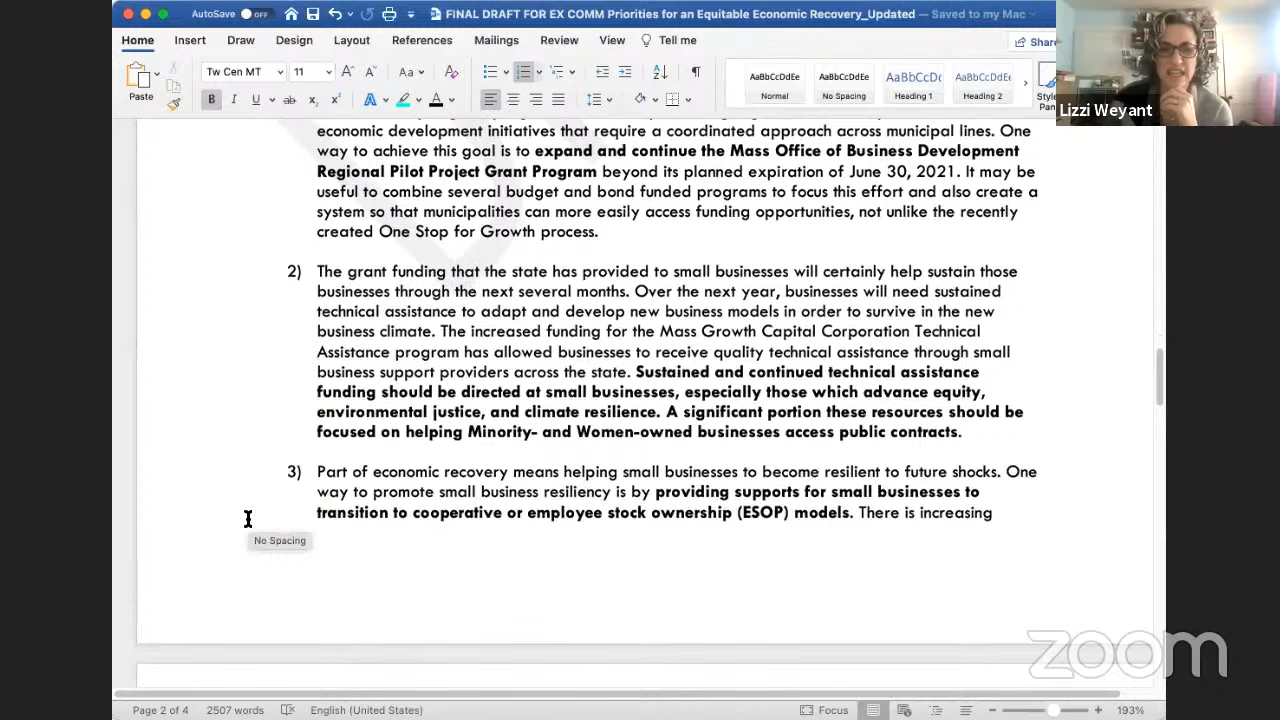 AutoSave OFF
FINAL DRAFT FOR EX COMM Priorities for an Equitable Economic Recovery_Updated — Saved to my Mac
Home Insert Draw Design Layout References Mailings Review View Tell me Share
Paste
Tw Cen MT 11
AaBbCcDdEe AaBbCcDdEe AaBbCcDc AaBbCcDdEe
Normal No Spacing Heading 1 Heading 2
Lizzi Weyant
economic development initiatives that require a coordinated approach across municipal lines. One
way to achieve this goal is to expand and continue the Mass Office of Business Development
Regional Pilot Project Grant Program beyond its planned expiration of June 30, 2021. It may be
useful to combine several budget and bond funded programs to focus this effort and also create a
system so that municipalities can more easily access funding opportunities, not unlike the recently
created One Stop for Growth process.
2) The grant funding that the state has provided to small businesses will certainly help sustain those
businesses through the next several months. Over the next year, businesses will need sustained
technical assistance to adapt and develop new business models in order to survive in the new
business climate. The increased funding for the Mass Growth Capital Corporation Technical
Assistance program has allowed businesses to receive quality technical assistance through small
business support providers across the state. Sustained and continued technical assistance
funding should be directed at small businesses, especially those which advance equity,
environmental justice, and climate resilience. A significant portion these resources should be
focused on helping Minority- and Women-owned businesses access public contracts.
3) Part of economic recovery means helping small businesses to become resilient to future shocks. One
way to promote small business resiliency is by providing supports for small businesses to
transition to cooperative or employee stock ownership (ESOP) models. There is increasing
No Spacing
zoom
Page 2 of 4 2507 words English (United States) Focus 193%